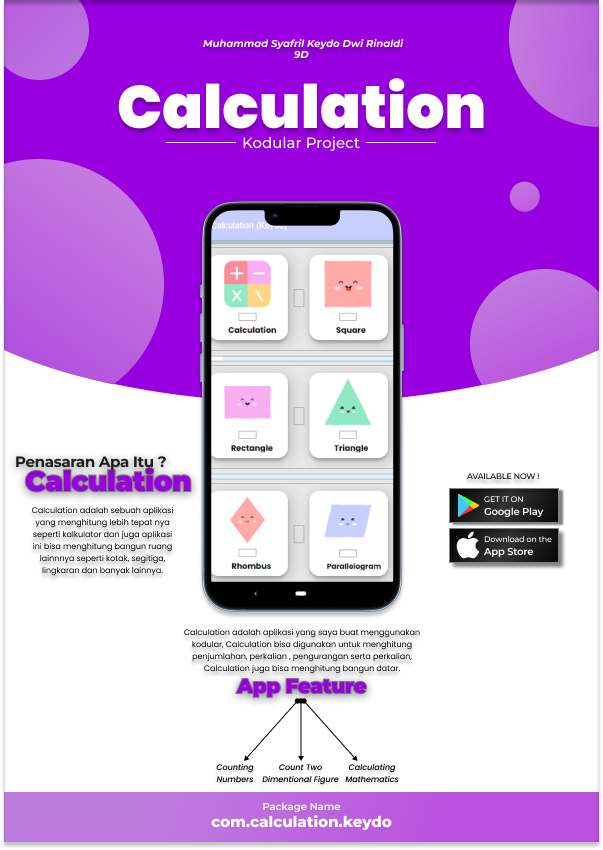 Muhammad Syafril Keydo Dwi Rinaldi
9D
Calculation
Kodular Project
Calculation (Keydo)
Calculation
Square
Rectangle
Triangle
Rhombus
Parallelogram
Penasaran Apa Itu ?
Calculation
Calculation adalah sebuah aplikasi
yang menghitung lebih tepat nya
seperti kalkulator dan juga aplikasi
ini bisa menghitung bangun ruang
lainnnya seperti kotak, segitiga,
lingkaran dan banyak lainnya.
AVAILABLE NOW !
GET IT ON
Google Play
Download on the
App Store
Calculation adalah aplikasi yang saya buat menggunakan
kodular, Calculation bisa digunakan untuk menghitung
penjumlahan, perkalian , pengurangan serta perkalian,
Calculation juga bisa menghitung bangun datar.
App Feature
Counting
Numbers
Count Two
Dimentional Figure
Calculating
Mathematics
Package Name
com.calculation.keydo